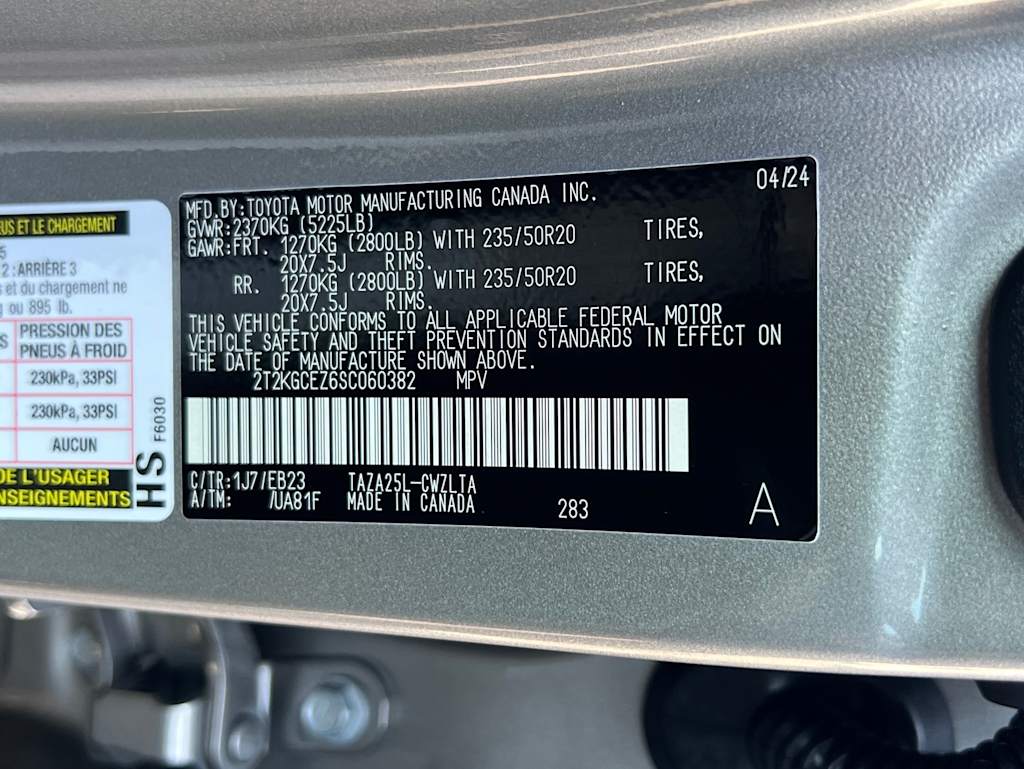 EUS ET LE CHARGEMENT
5
2 : ARRIÈRE 3
s et du chargement ne
g ou 895 lb.
S PRESSION DES
PNEUS À FROID
230kPa, 33PSI
230kPa, 33PSI
AUCUN
DE L'USAGER
NSEIGNEMENTS
HS F6030
04/24
MFD.BY:TOYOTA MOTOR MANUFACTURING CANADA INC.
GVWR:2370KG (5225LB)
GAWR:FRT. 1270KG (2800LB) WITH 235/50R20 TIRES,
20X7.5J RIMS.
RR. 1270KG (2800LB) WITH 235/50R20 TIRES,
20X7.5J RIMS.
THIS VEHICLE CONFORMS TO ALL APPLICABLE FEDERAL MOTOR
VEHICLE SAFETY AND THEFT PREVENTION STANDARDS IN EFFECT ON
THE DATE OF MANUFACTURE SHOWN ABOVE.
2T2KGCEZ6SC060382 MPV
C/TR:1J7/EB23 TAZA25L-CWZLTA
A/TM: /UA81F MADE IN CANADA 283
A